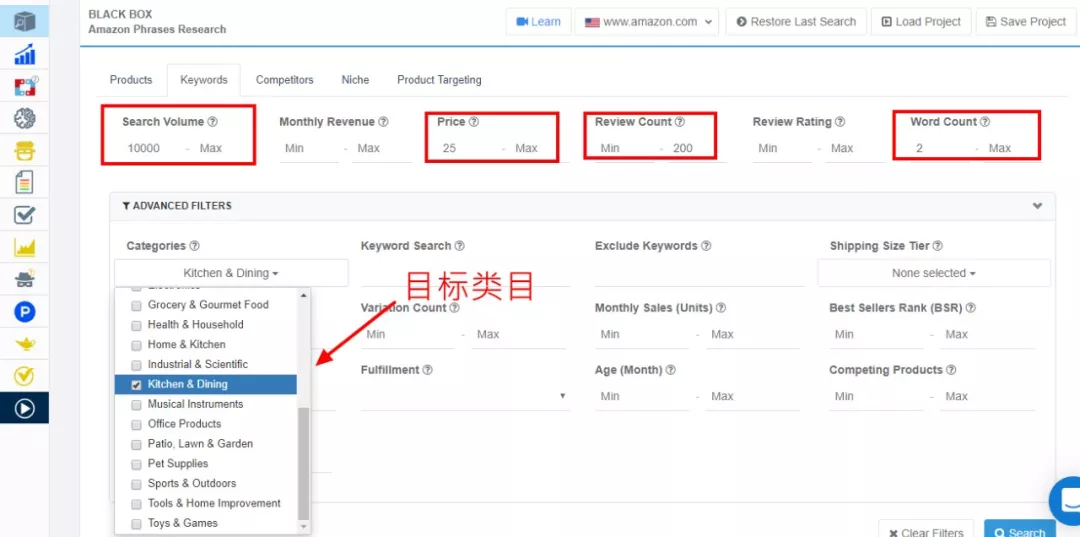 BLACK BOX
Amazon Phrases Research
Learn www.amazon.com Restore Last Search Load Project Save Project
Products Keywords Competitors Niche Product Targeting
Search Volume Monthly Revenue Price Review Count Review Rating Word Count
10000 - Max Min - Max 25 - Max Min - 200 Min - Max 2 - Max
ADVANCED FILTERS
Categories Keyword Search Exclude Keywords Shipping Size Tier
Kitchen & Dining None selected
目标类目
Grocery & Gourmet Food
Variation Count Monthly Sales (Units) Best Sellers Rank (BSR)
Health & Household
Min - Max Min - Max Min - Max
Home & Kitchen
Industrial & Scientific
Fulfillment Age (Month) Competing Products
Kitchen & Dining
Min - Max Min - Max
Musical Instruments
Office Products
Patio, Lawn & Garden
Pet Supplies
Sports & Outdoors
Tools & Home Improvement
Toys & Games
Clear Filters Search
P